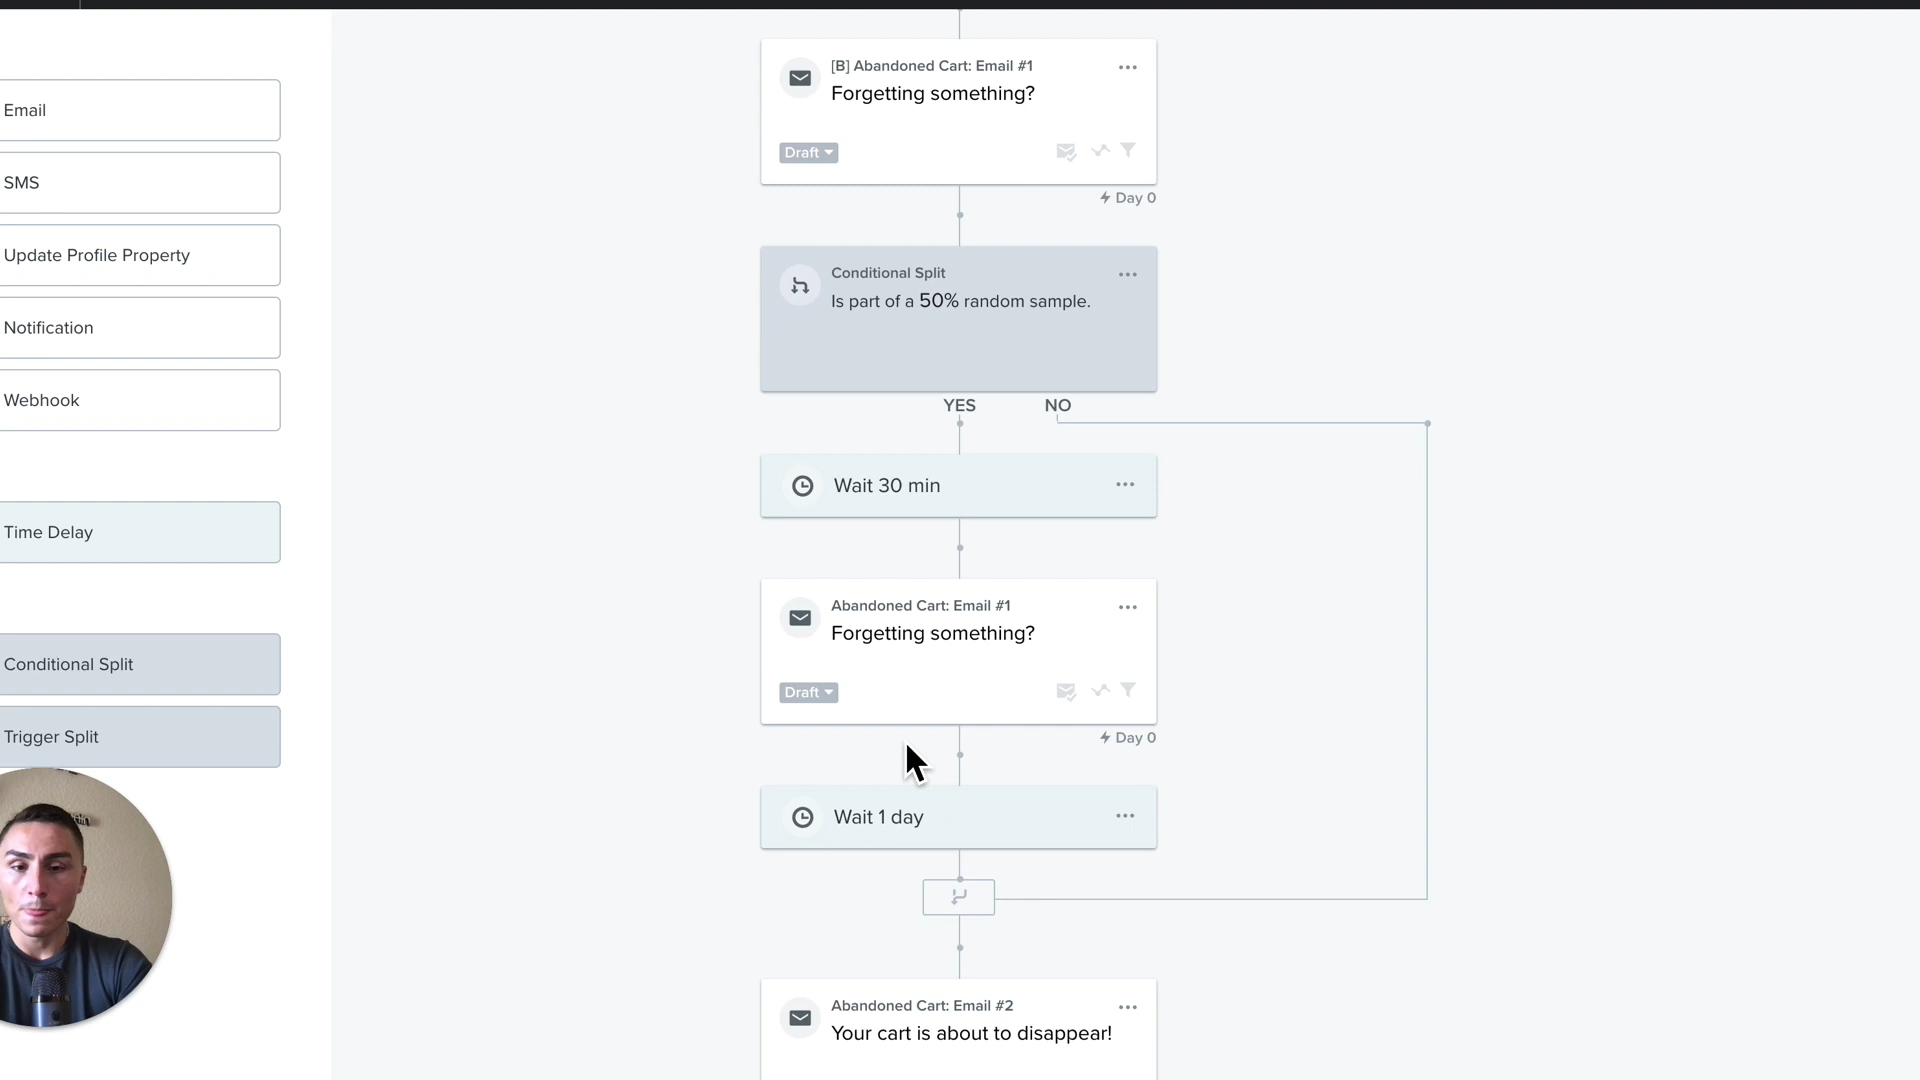 Email
SMS
Update Profile Property
Notification
Webhook
Time Delay
Conditional Split
Trigger Split
[B] Abandoned Cart: Email #1
Forgetting something?
Draft
Day 0
Conditional Split
Is part of a 50% random sample.
YES
NO
Wait 30 min
Abandoned Cart: Email #1
Forgetting something?
Draft
Day 0
Wait 1 day
Abandoned Cart: Email #2
Your cart is about to disappear!